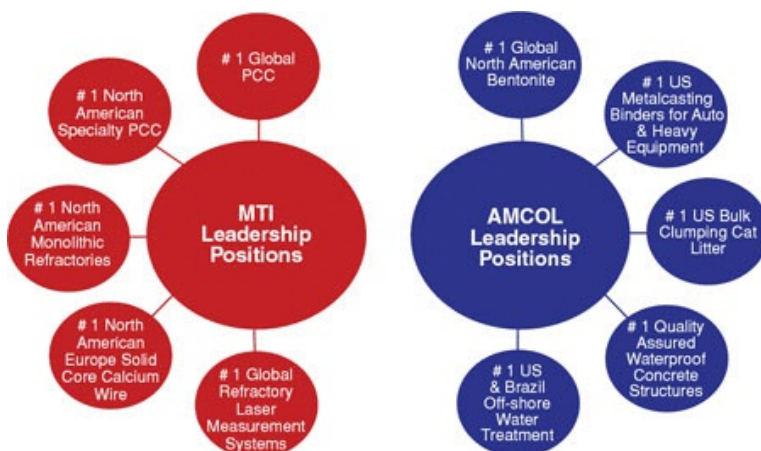 # 1 Global
PCC
# 1 North
American
Specialty PCC
# 1 North
American
Monolithic
Refractories
# 1 North
American
Europe Solid
Core Calcium
Wire
# 1 Global
Refractory
Laser
Measurement
Systems
MTI
Leadership
Positions
# 1 Global
North American
Bentonite
# 1 US
Metalcasting
Binders for Auto
& Heavy
Equipment
# 1 US Bulk
Clumping Cat
Litter
# 1 Quality
Assured
Waterproof
Concrete
Structures
# 1 US
& Brazil
Off-shore
Water
Treatment
AMCOL
Leadership
Positions